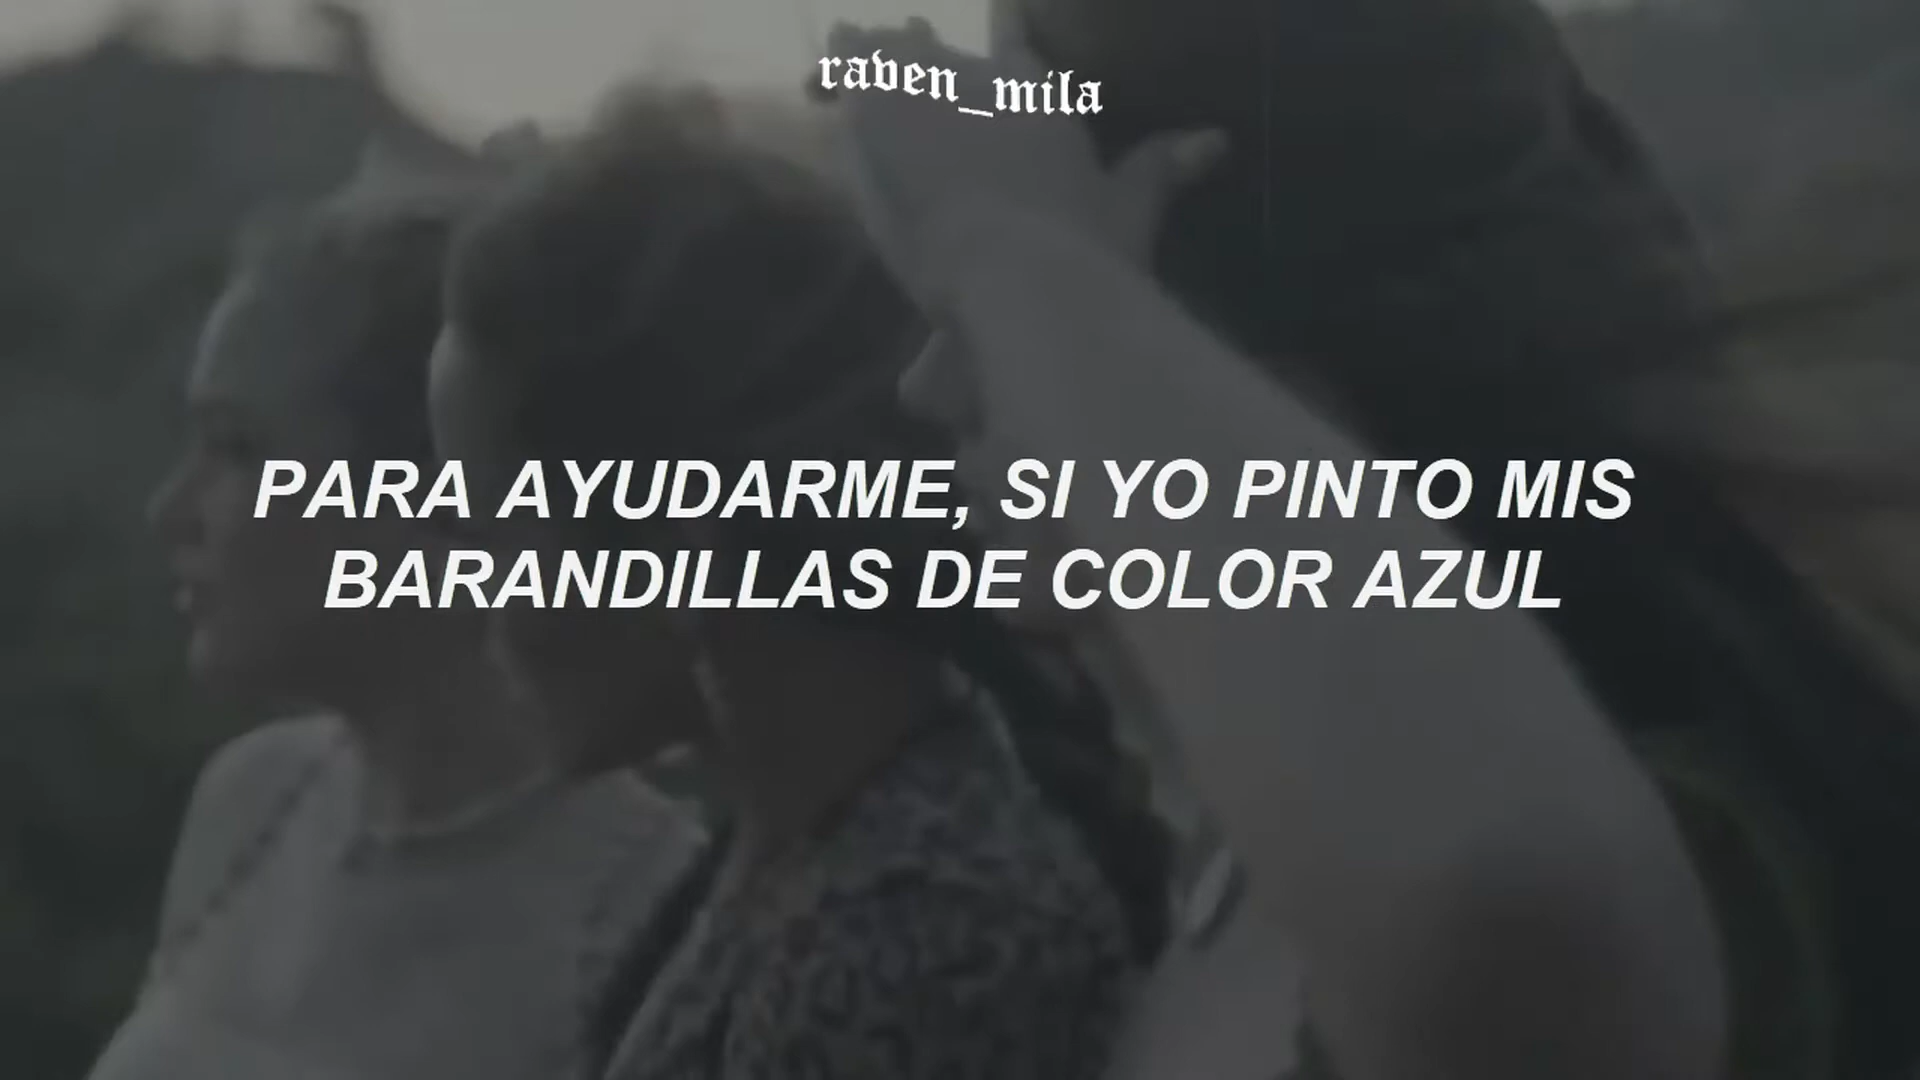 raven_mila
PARA AYUDARME, SI YO PINTO MIS
BARANDILLAS DE COLOR AZUL